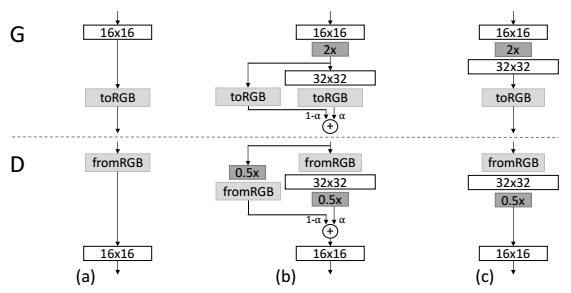 G
16x16
toRGB
16x16
2x
32x32
toRGB
toRGB
1-α
α
+
16x16
2x
32x32
toRGB
D
fromRGB
16x16
0.5x
fromRGB
fromRGB
32x32
0.5x
1-α
α
+
16x16
fromRGB
32x32
0.5x
16x16
(a)
(b)
(c)